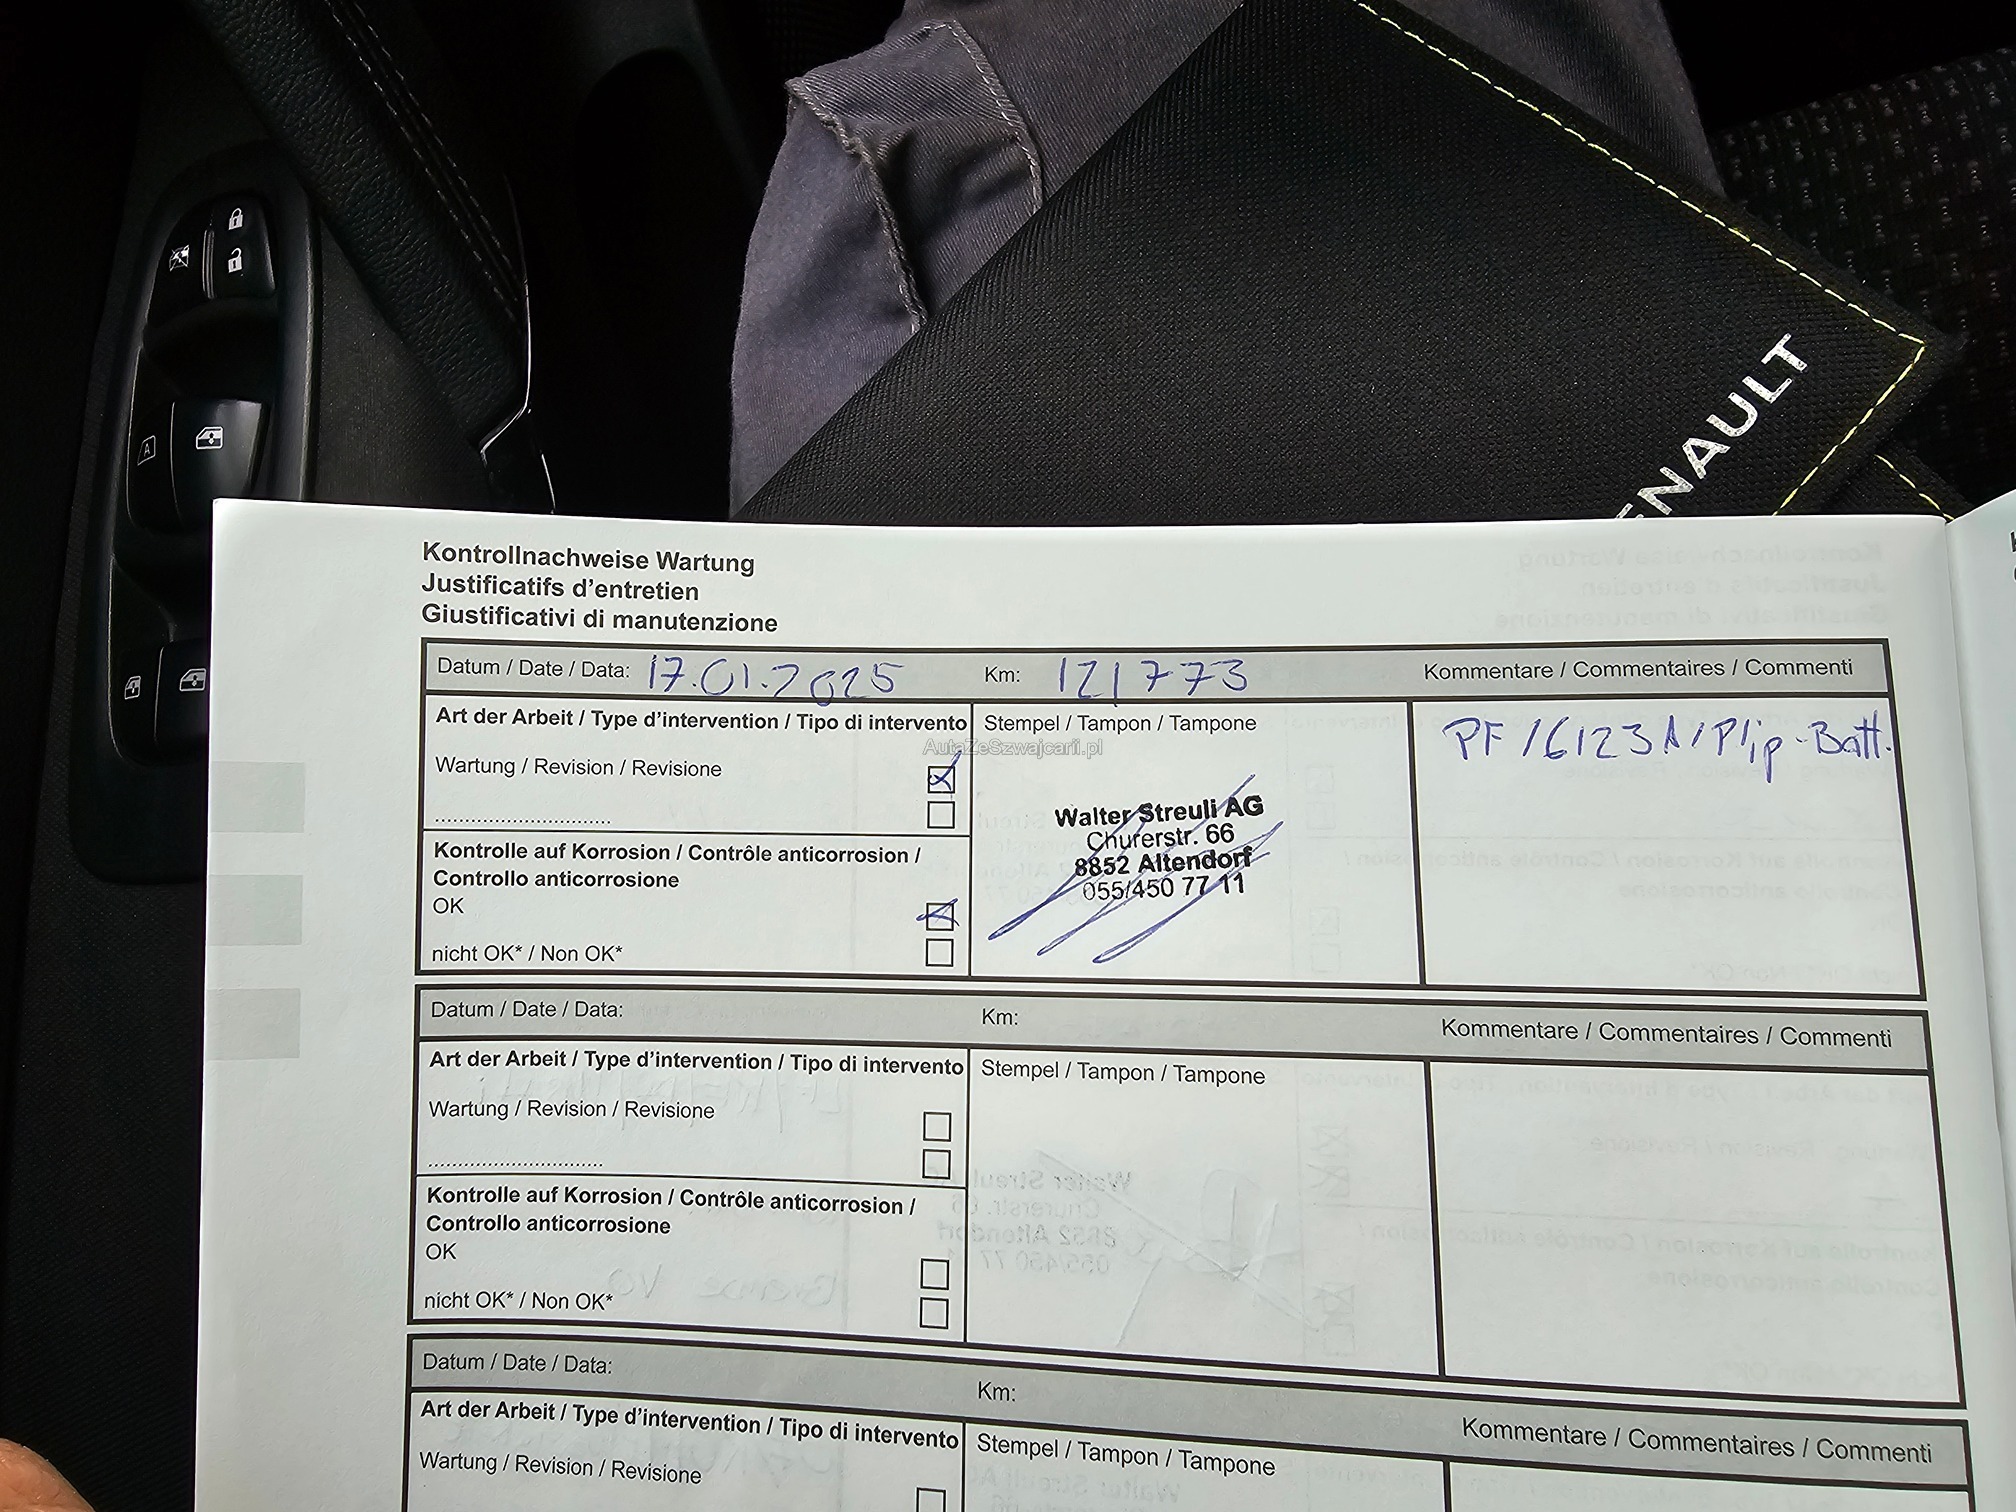 ENAULT
Kontrollnachweise Wartung
Justificatifs d'entretien
Giustificativi di manutenzione
Datum / Date / Data: 17.01.2025 Km: 121773 Kommentare / Commentaires / Commenti
Art der Arbeit / Type d'intervention / Tipo di intervento Stempel / Tampon / Tampone
PF / 6123 A / Plip-Batt.
AutaZeSzwajcarii.pl
Wartung / Revision / Revisione
Walter Streuli AG
Churerstr. 66
8852 Altendorf
055/450 77 11
Kontrolle auf Korrosion / Contrôle anticorrosion /
Controllo anticorrosione
OK
nicht OK* / Non OK*
Datum / Date / Data: Km: Kommentare / Commentaires / Commenti
Art der Arbeit / Type d'intervention / Tipo di intervento Stempel / Tampon / Tampone
Wartung / Revision / Revisione
Kontrolle auf Korrosion / Contrôle anticorrosion /
Controllo anticorrosione
OK
nicht OK* / Non OK*
Datum / Date / Data: Km: Kommentare / Commentaires / Commenti
Art der Arbeit / Type d'intervention / Tipo di intervento Stempel / Tampon / Tampone
Wartung / Revision / Revisione